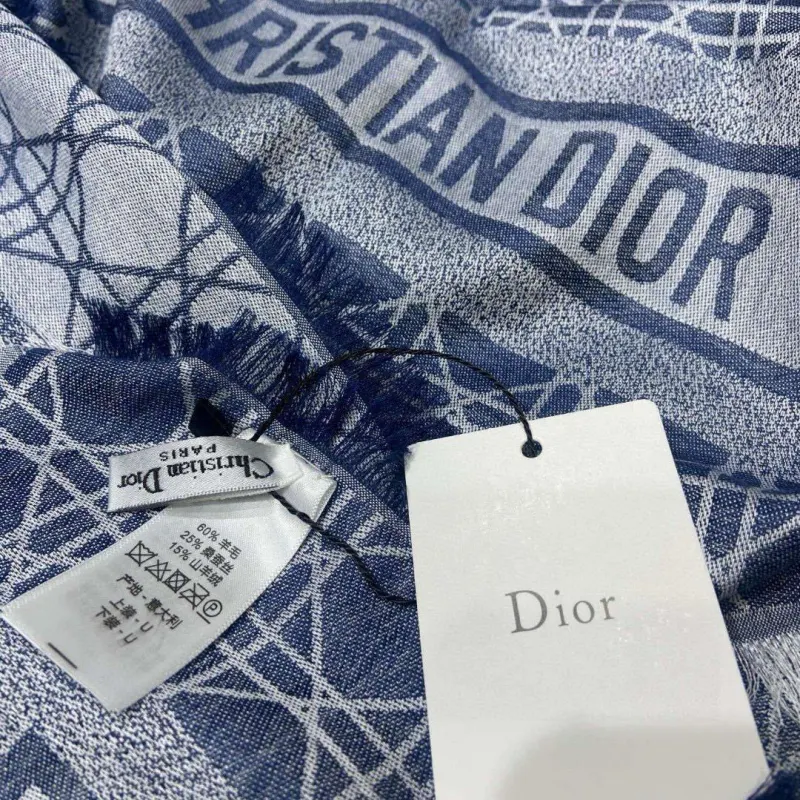 CHRISTIAN DIOR
Christian Dior
PARIS
60% 羊毛
25% 桑蚕丝
15% 山羊绒
P
产地-意大利
上装-U
下装-U
Dior